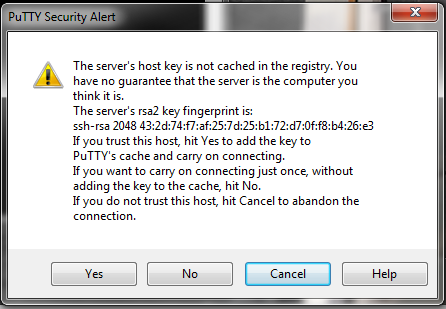 PuTTY Security Alert
The server's host key is not cached in the registry. You
have no guarantee that the server is the computer you
think it is.
The server's rsa2 key fingerprint is:
ssh-rsa 2048 43:2d:74:f7:af:25:7d:25:b1:72:d7:0f:f8:b4:26:e3
If you trust this host, hit Yes to add the key to
PuTTY's cache and carry on connecting.
If you want to carry on connecting just once, without
adding the key to the cache, hit No.
If you do not trust this host, hit Cancel to abandon the
connection.
Yes No Cancel Help